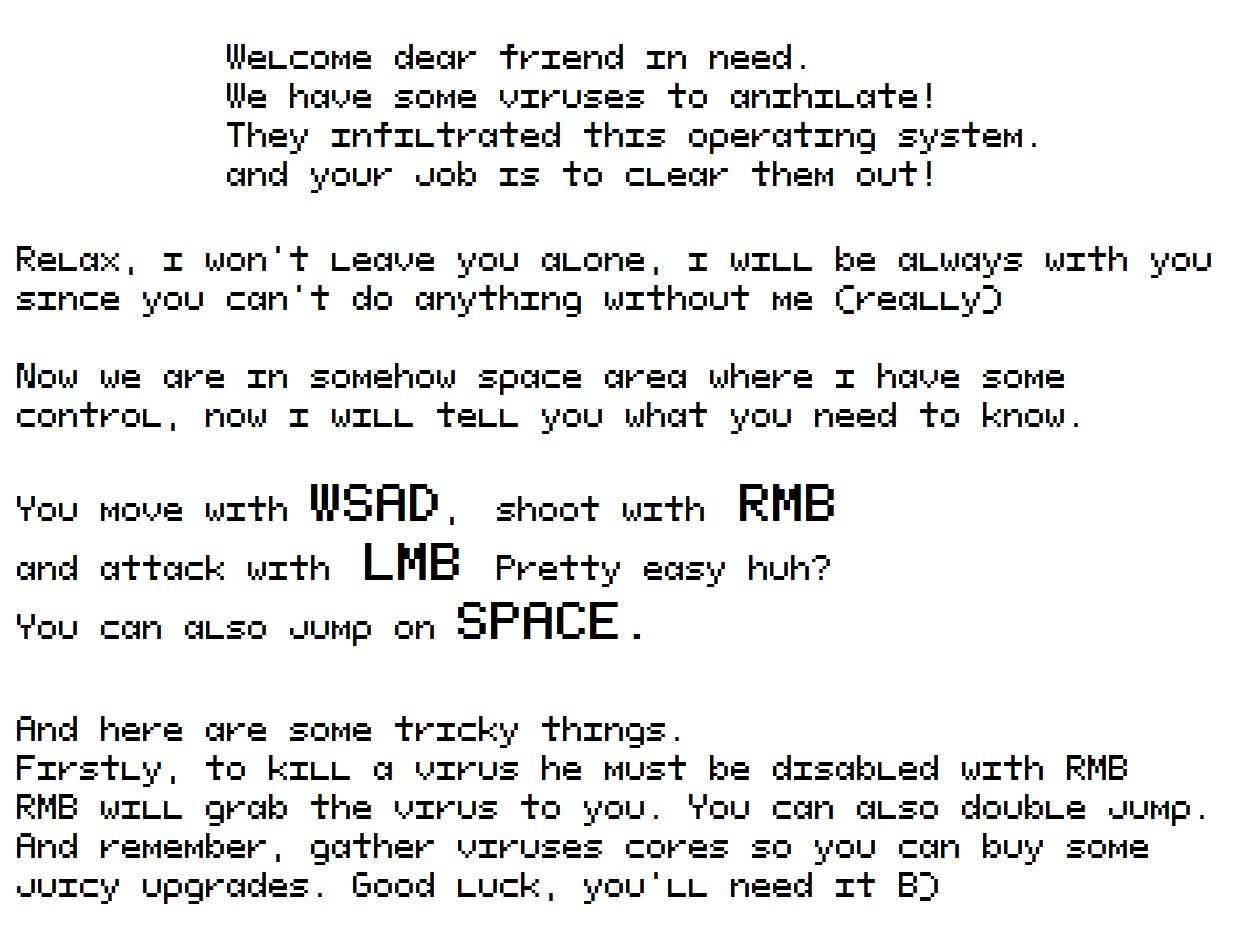 Welcome dear friend in need.
We have some viruses to anihilate!
They infiltrated this operating system.
and your job is to clear them out!
Relax, i won't leave you alone, i will be always with you
since you can't do anything without me (really)
Now we are in somehow space area where i have some
control, now i will tell you what you need to know.
You move with WSAD, shoot with RMB
and attack with LMB Pretty easy huh?
You can also jump on SPACE.
And here are some tricky things.
Firstly, to kill a virus he must be disabled with RMB
RMB will grab the virus to you. You can also double jump.
And remember, gather viruses cores so you can buy some
juicy upgrades. Good luck, you'll need it B)